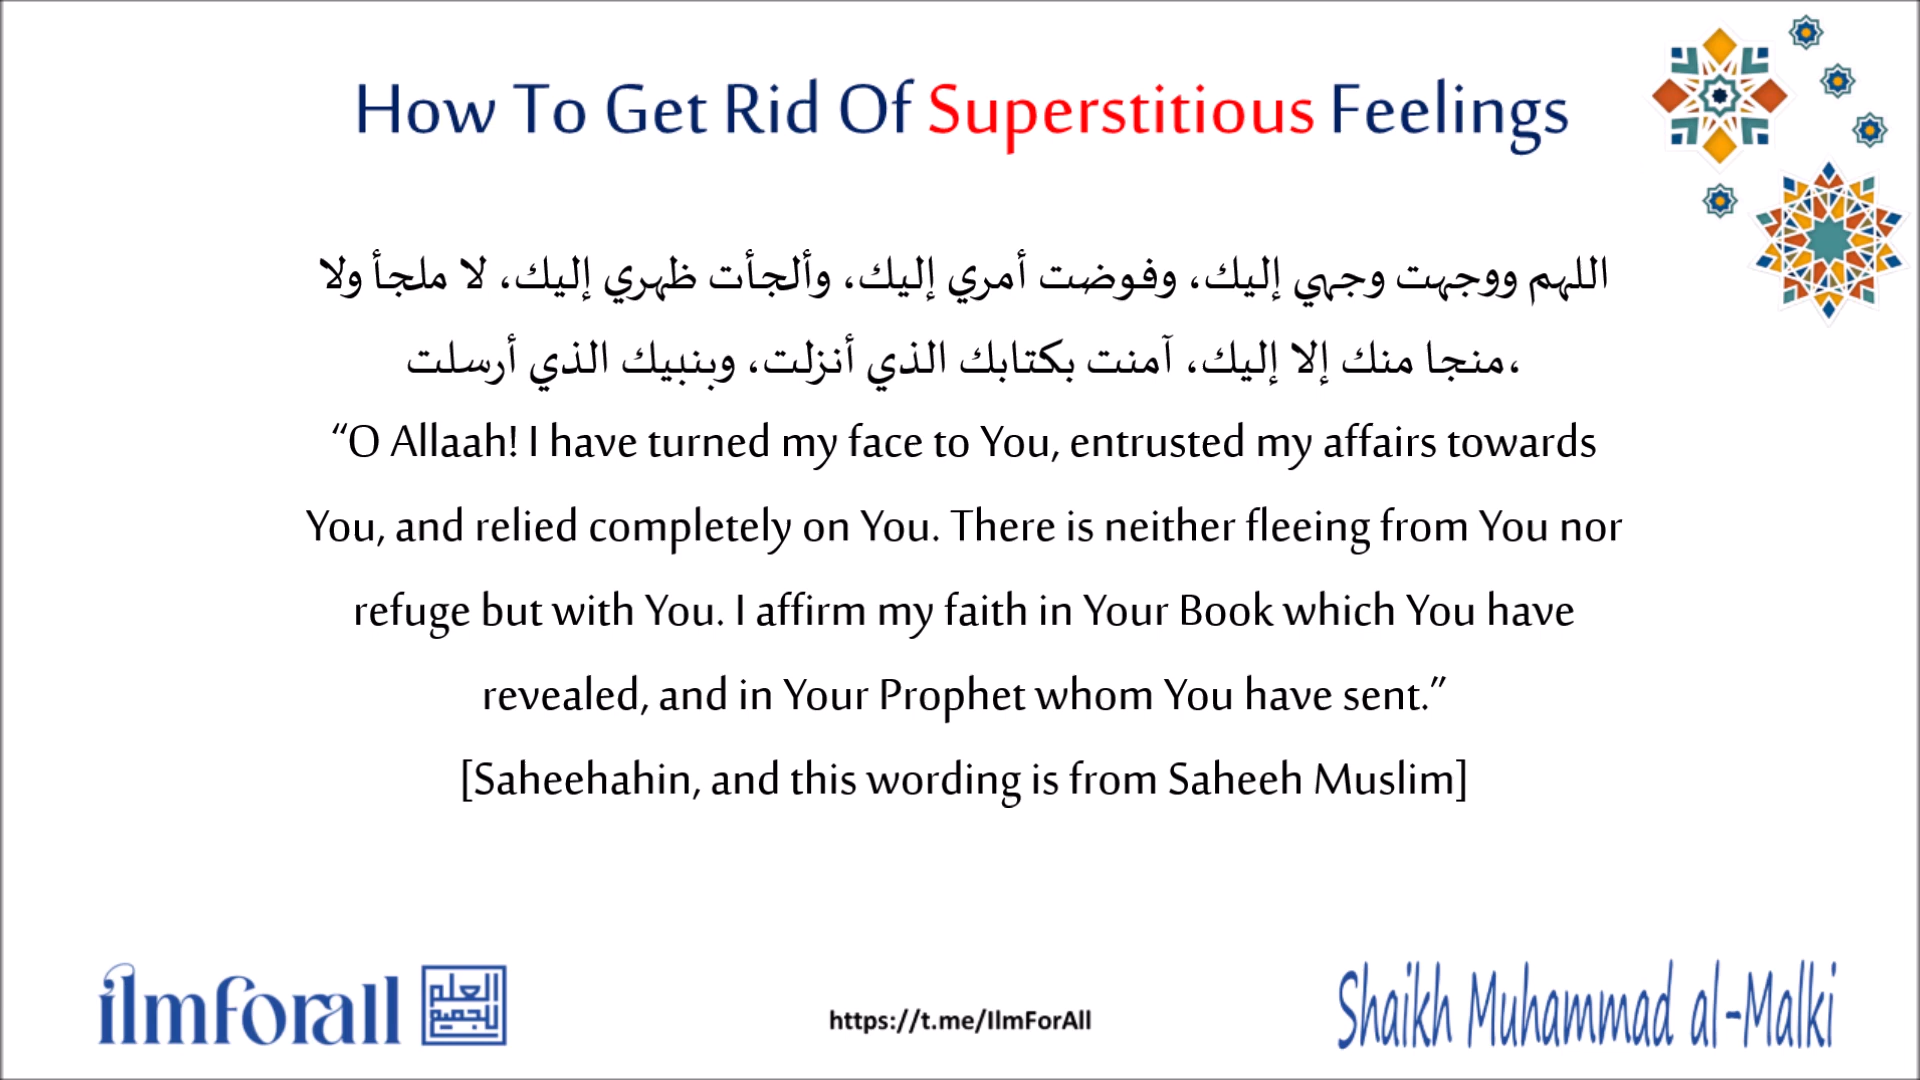 How To Get Rid Of Superstitious Feelings
اللهم ووجهت وجهي إليك، وفوضت أمري إليك، وألجأت ظهري إليك، لا ملجأ ولا
منجا منك إلا إليك، آمنت بكتابك الذي أنزلت، وبنبيك الذي أرسلت،
“O Allaah! I have turned my face to You, entrusted my affairs towards
You, and relied completely on You. There is neither fleeing from You nor
refuge but with You. I affirm my faith in Your Book which You have
revealed, and in Your Prophet whom You have sent.”
[Saheehahin, and this wording is from Saheeh Muslim]
ilmforall
العلم
للجميع
https://t.me/IlmForAll
Shaikh Muhammad al-Malki